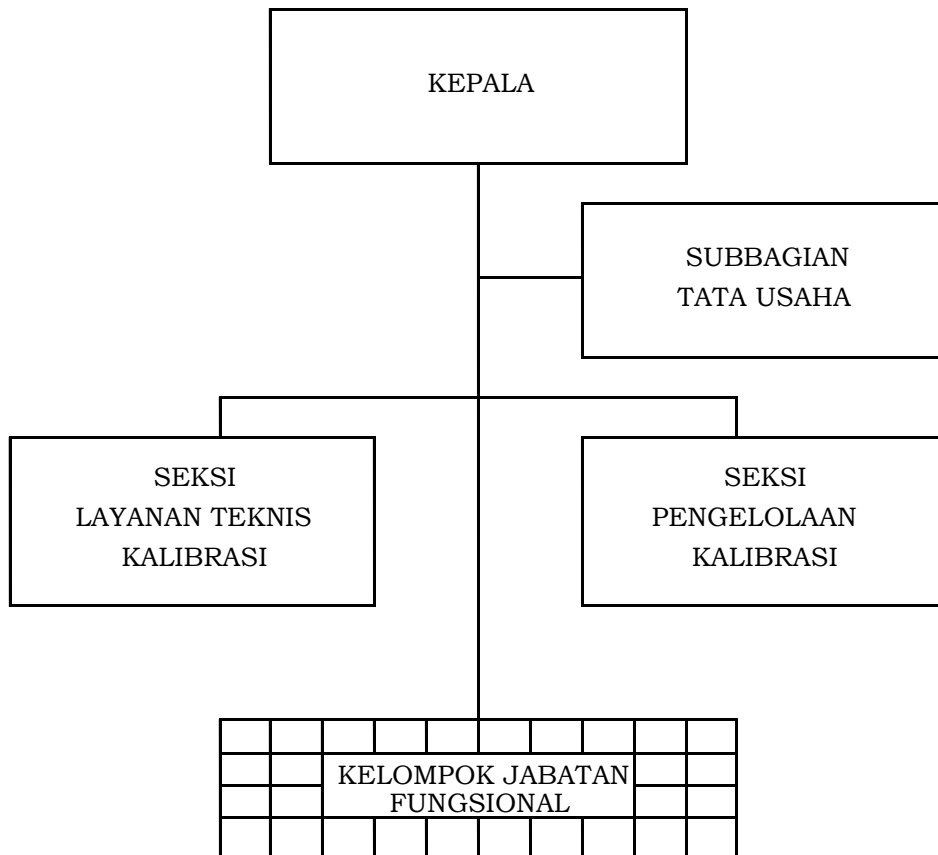 KEPALA
SUBBAGIAN
TATA USAHA
SEKSI
LAYANAN TEKNIS
KALIBRASI
SEKSI
PENGELOLAAN
KALIBRASI
KELOMPOK JABATAN
FUNGSIONAL